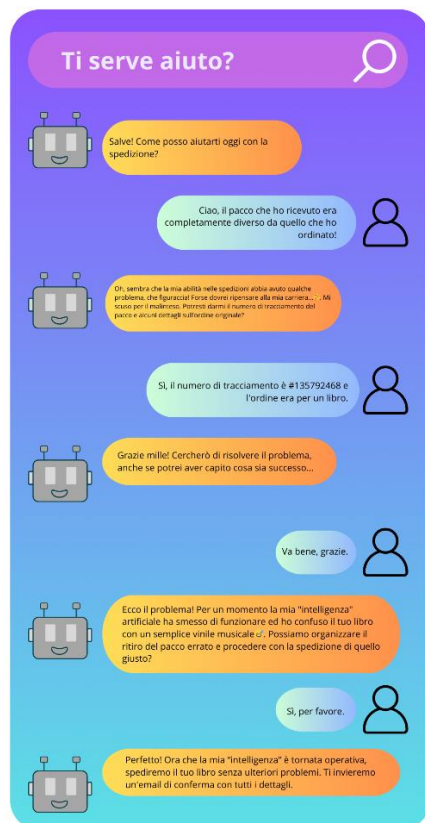 Ti serve aiuto?
Salve! Come posso aiutarti oggi con la
spedizione?
Ciao, il pacco che ho ricevuto era
completamente diverso da quello che ho
ordinato!
Oh, sembra che la mia abilità nelle spedizioni abbia avuto qualche
problema, che figuraccia! Forse dovrei ripensare alla mia carriera...😅. Mi
scuso per il malinteso. Potresti darmi il numero di tracciamento del
pacco e alcuni dettagli sull'ordine originale?
Sì, il numero di tracciamento è #135792468 e
l'ordine era per un libro.
Grazie mille! Cercherò di risolvere il problema,
anche se potrei aver capito cosa sia successo...
Va bene, grazie.
Ecco il problema! Per un momento la mia "intelligenza"
artificiale ha smesso di funzionare ed ho confuso il tuo libro
con un semplice vinile musicale🎷. Possiamo organizzare il
ritiro del pacco errato e procedere con la spedizione di quello
giusto?
Sì, per favore.
Perfetto! Ora che la mia "intelligenza" è tornata operativa,
spediremo il tuo libro senza ulteriori problemi. Ti invieremo
un'email di conferma con tutti i dettagli.